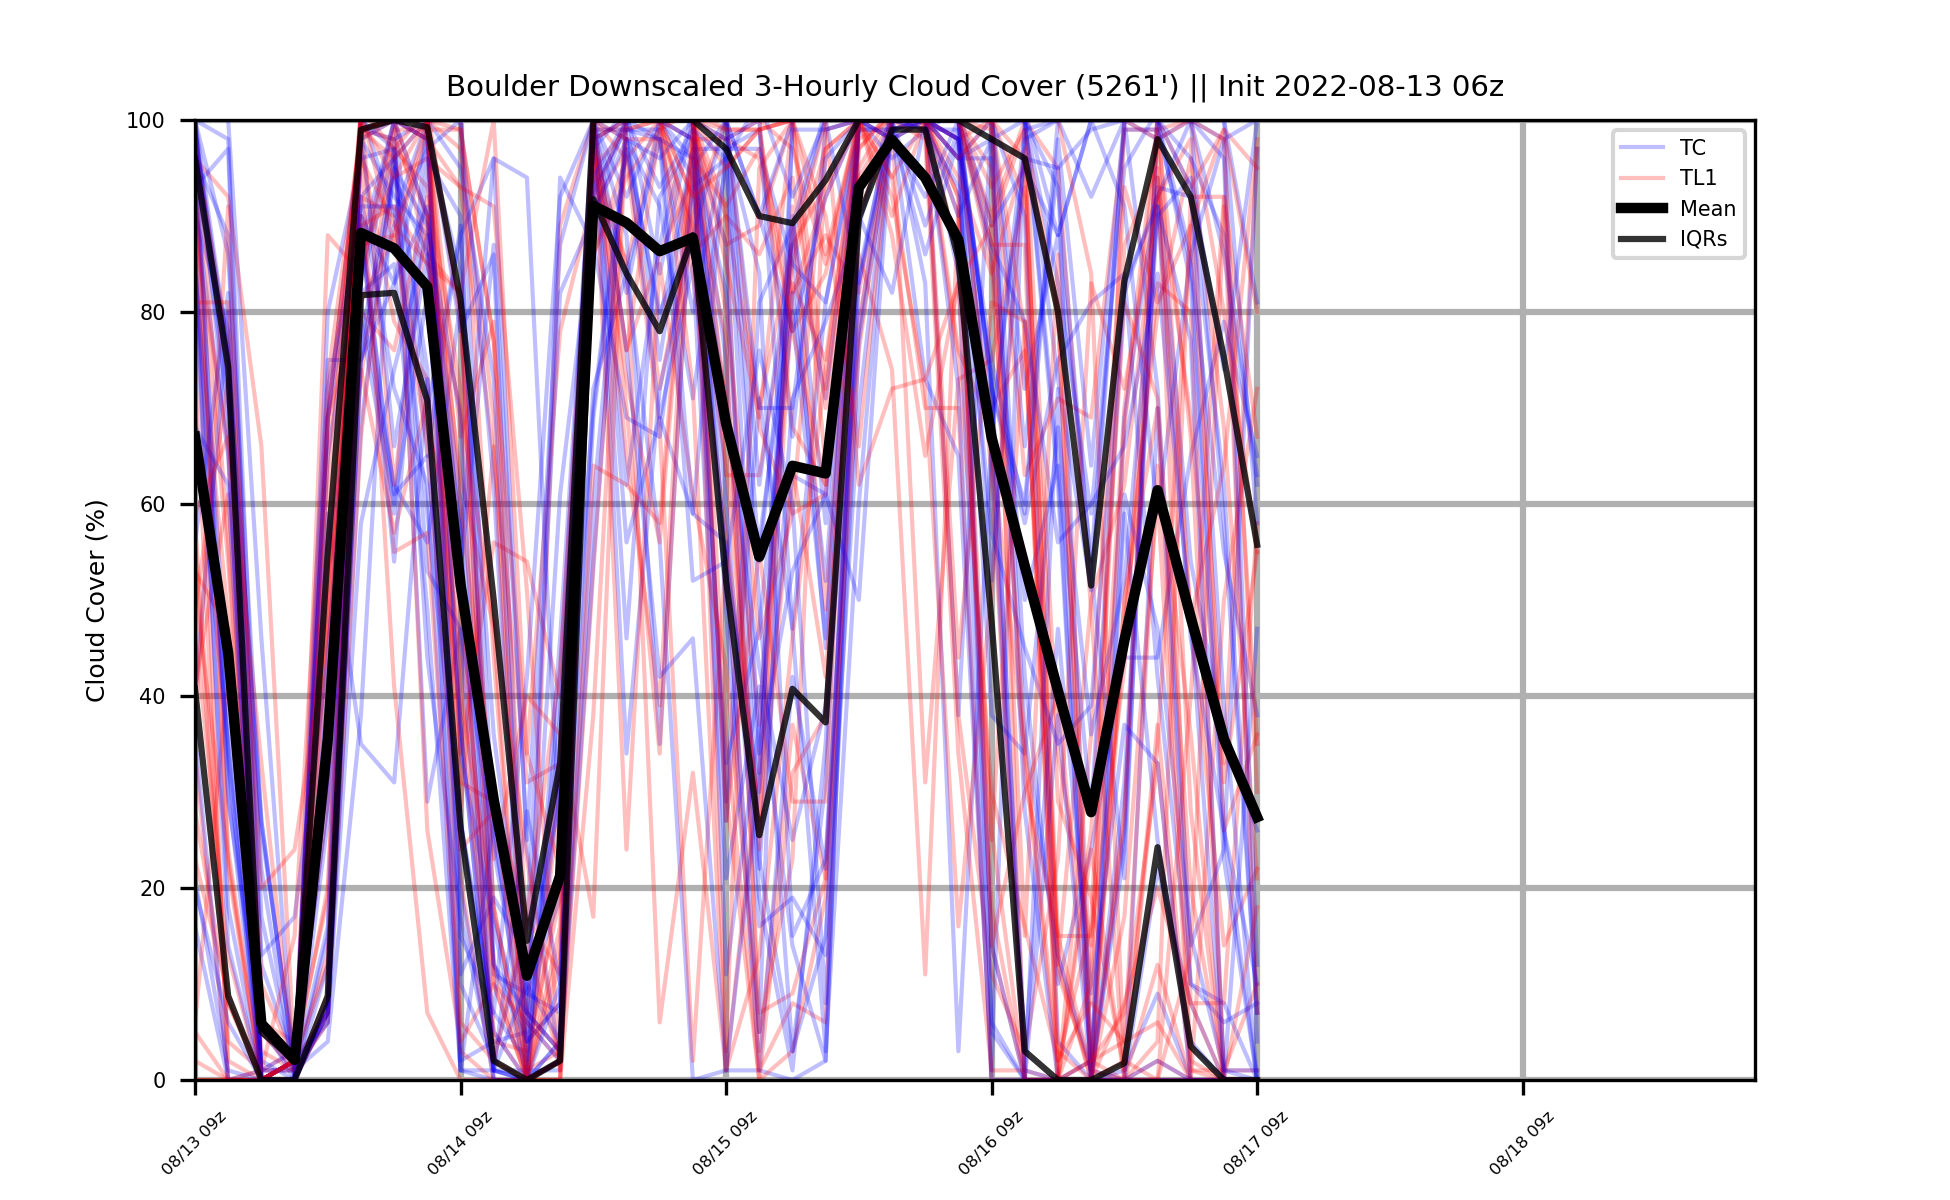 Boulder Downscaled 3-Hourly Cloud Cover (5261') || Init 2022-08-13 06z
Cloud Cover (%)
100
80
60
40
20
0
TC
TL1
Mean
IQRs
08/13 09z
08/14 09z
08/15 09z
08/16 09z
08/17 09z
08/18 09z